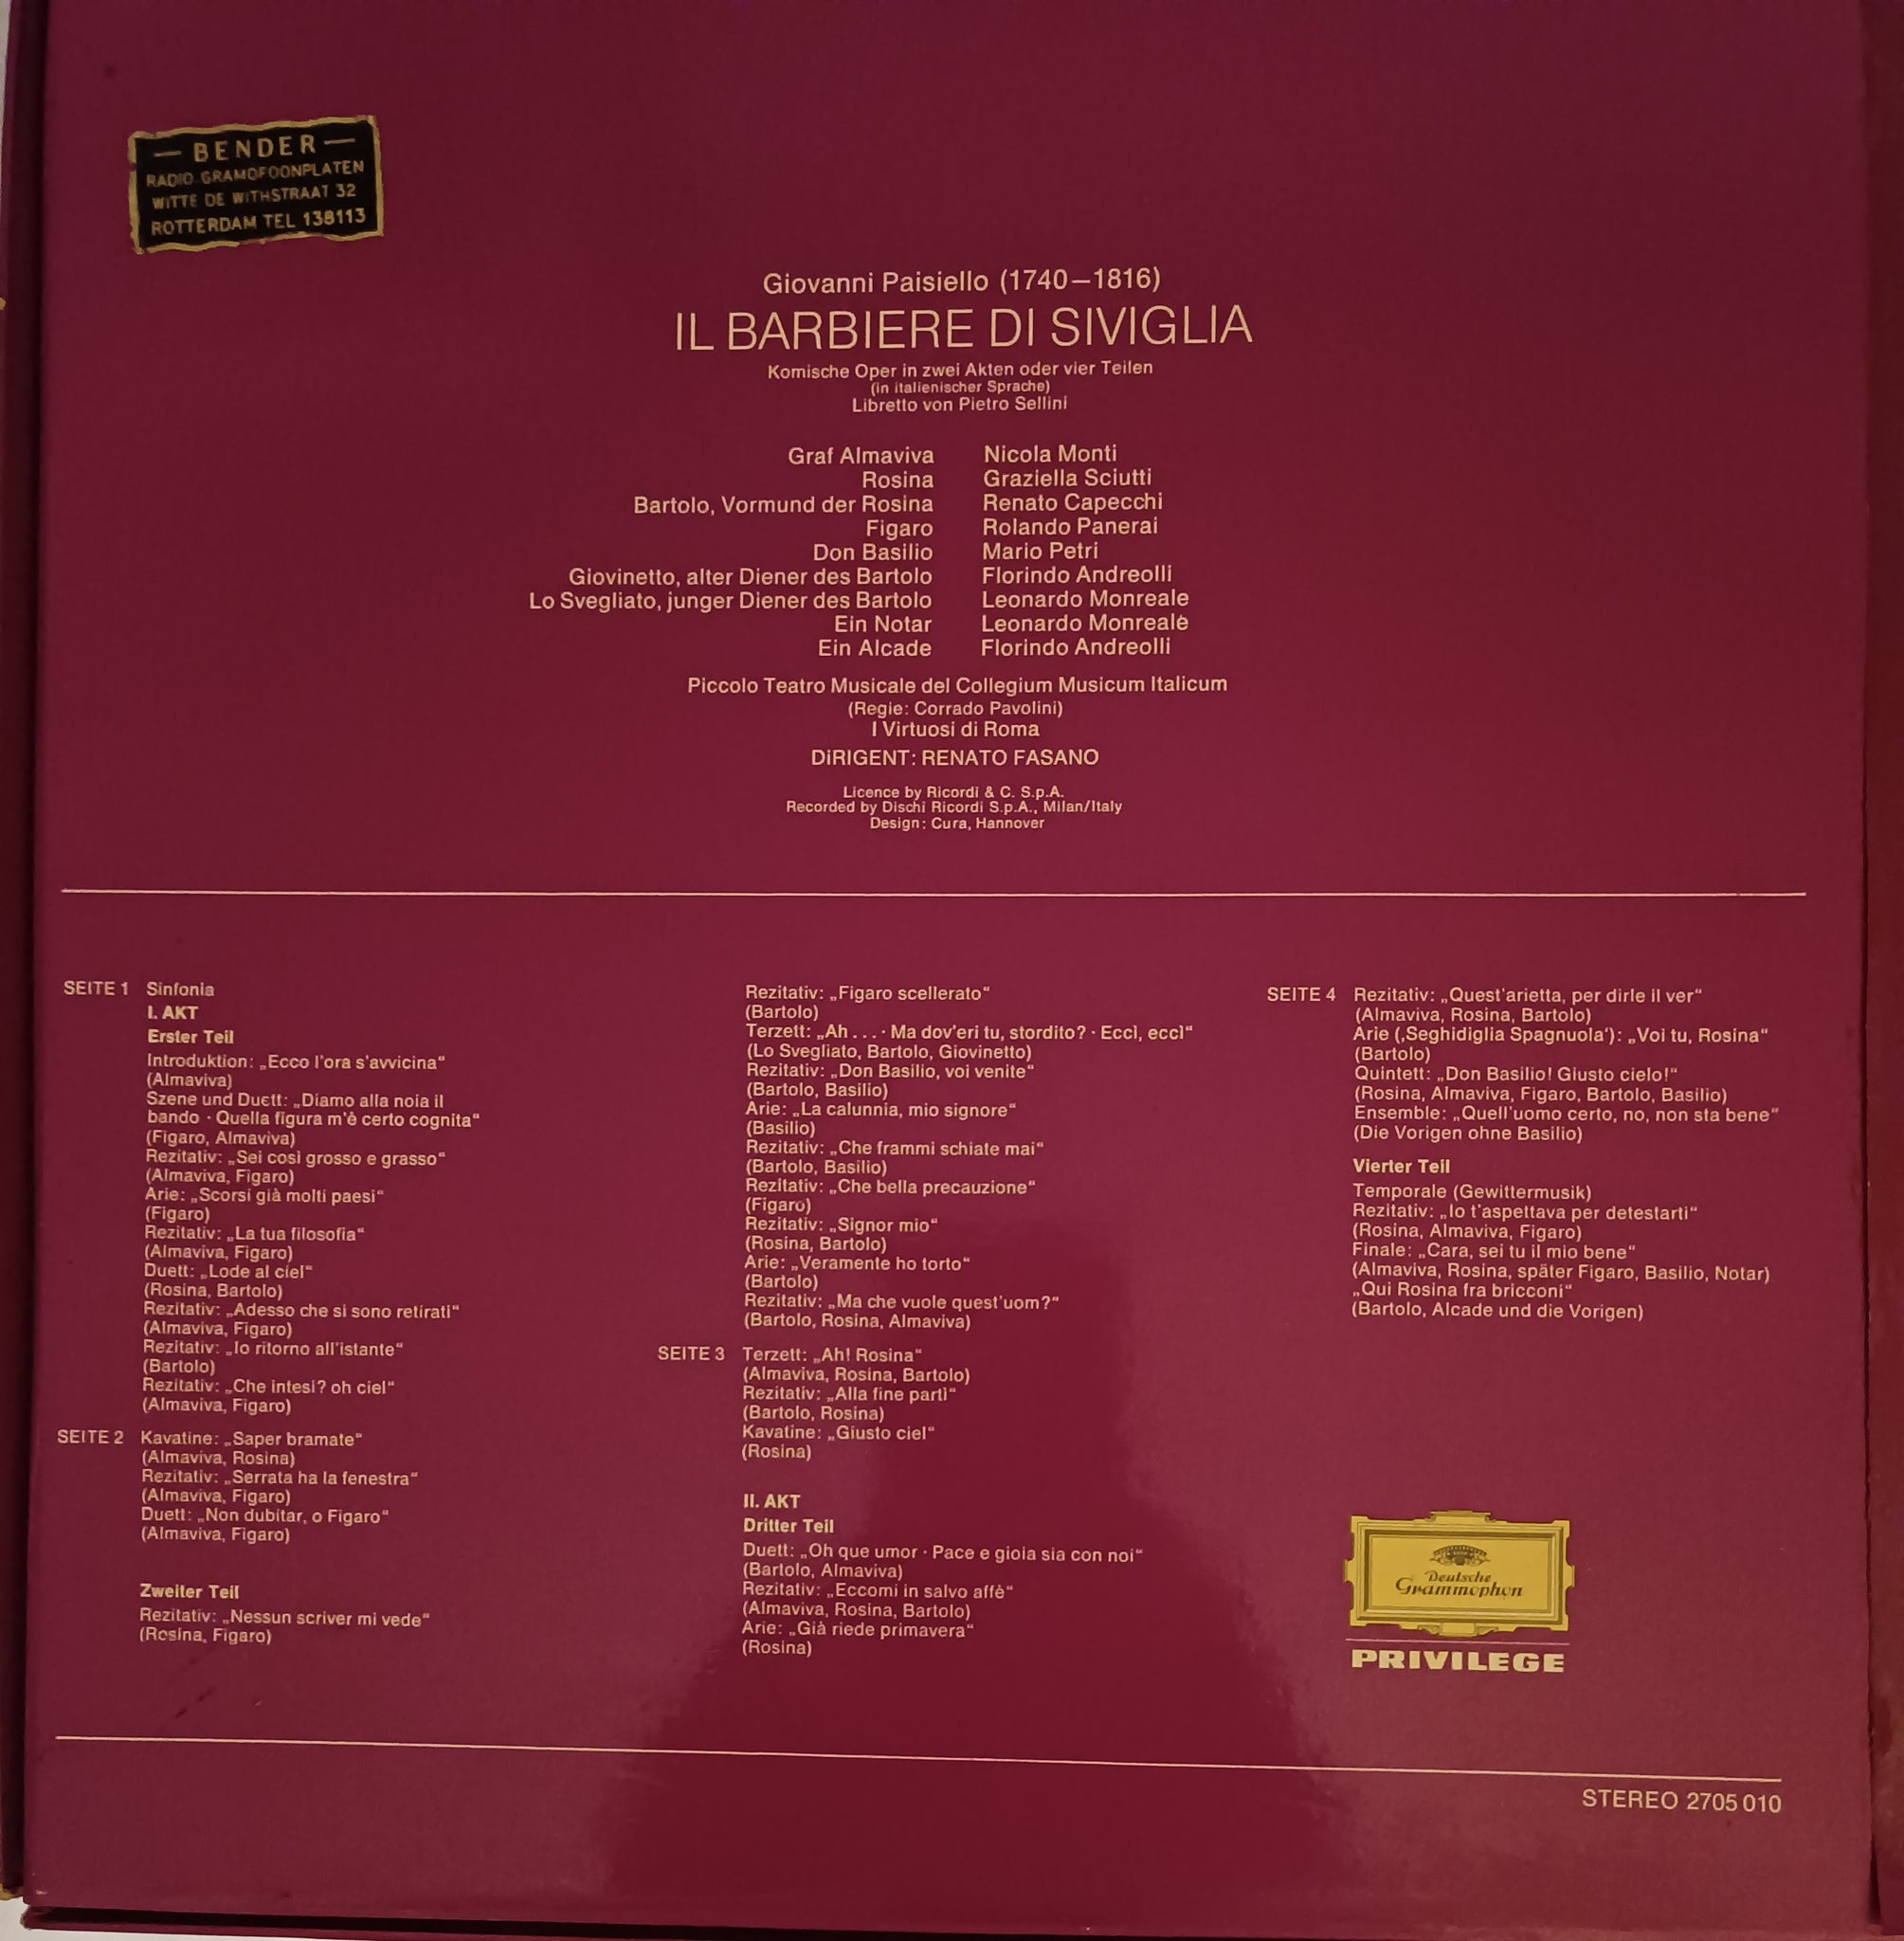 — BENDER —
RADIO GRAMOFOONPLATEN
WITTE DE WITHSTRAAT 32
ROTTERDAM TEL 138113
Giovanni Paisiello (1740–1816)
IL BARBIERE DI SIVIGLIA
Komische Oper in zwei Akten oder vier Teilen
(in italienischer Sprache)
Libretto von Pietro Sellini
Graf Almaviva Nicola Monti
Rosina Graziella Sciutti
Bartolo, Vormund der Rosina Renato Capecchi
Figaro Rolando Panerai
Don Basilio Mario Petri
Giovinetto, alter Diener des Bartolo Florindo Andreolli
Lo Svegliato, junger Diener des Bartolo Leonardo Monreale
Ein Notar Leonardo Monreale
Ein Alcade Florindo Andreolli
Piccolo Teatro Musicale del Collegium Musicum Italicum
(Regie: Corrado Pavolini)
I Virtuosi di Roma
DiRIGENT: RENATO FASANO
Licence by Ricordi & C. S.p.A.
Recorded by Dischi Ricordi S.p.A., Milan/Italy
Design: Cura, Hannover
SEITE 1 Sinfonia
I. AKT
Erster Teil
Introduktion: „Ecco l'ora s'avvicina“
(Almaviva)
Szene und Duett: „Diamo alla noia il
bando · Quella figura m'è certo cognita“
(Figaro, Almaviva)
Rezitativ: „Sei così grosso e grasso“
(Almaviva, Figaro)
Arie: „Scorsi già molti paesi“
(Figaro)
Rezitativ: „La tua filosofia“
(Almaviva, Figaro)
Duett: „Lode al ciel“
(Rosina, Bartolo)
Rezitativ: „Adesso che si sono retirati“
(Almaviva, Figaro)
Rezitativ: „Io ritorno all'istante“
(Bartolo)
Rezitativ: „Che intesi? oh ciel“
(Almaviva, Figaro)
SEITE 2 Kavatine: „Saper bramate“
(Almaviva, Rosina)
Rezitativ: „Serrata ha la fenestra“
(Almaviva, Figaro)
Duett: „Non dubitar, o Figaro“
(Almaviva, Figaro)
Zweiter Teil
Rezitativ: „Nessun scriver mi vede“
(Rosina, Figaro)
Rezitativ: „Figaro scellerato“
(Bartolo)
Terzett: „Ah . . . · Ma dov'eri tu, stordito? · Eccì, eccì“
(Lo Svegliato, Bartolo, Giovinetto)
Rezitativ: „Don Basilio, voi venite“
(Bartolo, Basilio)
Arie: „La calunnia, mio signore“
(Basilio)
Rezitativ: „Che frammi schiate mai“
(Bartolo, Basilio)
Rezitativ: „Che bella precauzione“
(Figaro)
Rezitativ: „Signor mio“
(Rosina, Bartolo)
Arie: „Veramente ho torto“
(Bartolo)
Rezitativ: „Ma che vuole quest'uom?“
(Bartolo, Rosina, Almaviva)
SEITE 3 Terzett: „Ah! Rosina“
(Almaviva, Rosina, Bartolo)
Rezitativ: „Alla fine partì“
(Bartolo, Rosina)
Kavatine: „Giusto ciel“
(Rosina)
II. AKT
Dritter Teil
Duett: „Oh que umor · Pace e gioia sia con noi“
(Bartolo, Almaviva)
Rezitativ: „Eccomi in salvo affè“
(Almaviva, Rosina, Bartolo)
Arie: „Già riede primavera“
(Rosina)
SEITE 4 Rezitativ: „Quest'arietta, per dirle il ver“
(Almaviva, Rosina, Bartolo)
Arie (‚Seghidiglia Spagnuola‘): „Voi tu, Rosina“
(Bartolo)
Quintett: „Don Basilio! Giusto cielo!“
(Rosina, Almaviva, Figaro, Bartolo, Basilio)
Ensemble: „Quell'uomo certo, no, non sta bene“
(Die Vorigen ohne Basilio)
Vierter Teil
Temporale (Gewittermusik)
Rezitativ: „Io t'aspettava per detestarti“
(Rosina, Almaviva, Figaro)
Finale: „Cara, sei tu il mio bene“
(Almaviva, Rosina, später Figaro, Basilio, Notar)
„Qui Rosina fra bricconi“
(Bartolo, Alcade und die Vorigen)
Deutsche
Grammophon
PRIVILEGE
STEREO 2705 010